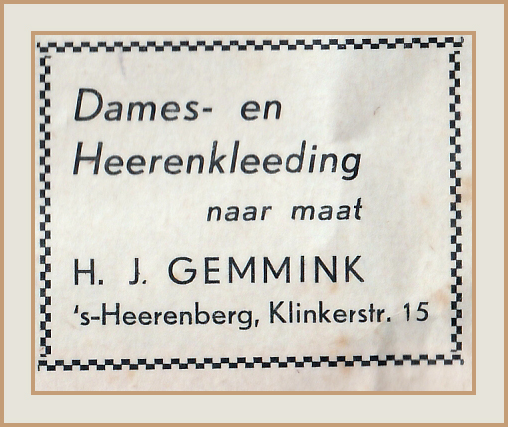 Dames- en
Heerenkleeding
naar maat
H. J. GEMMINK
's-Heerenberg, Klinkerstr. 15